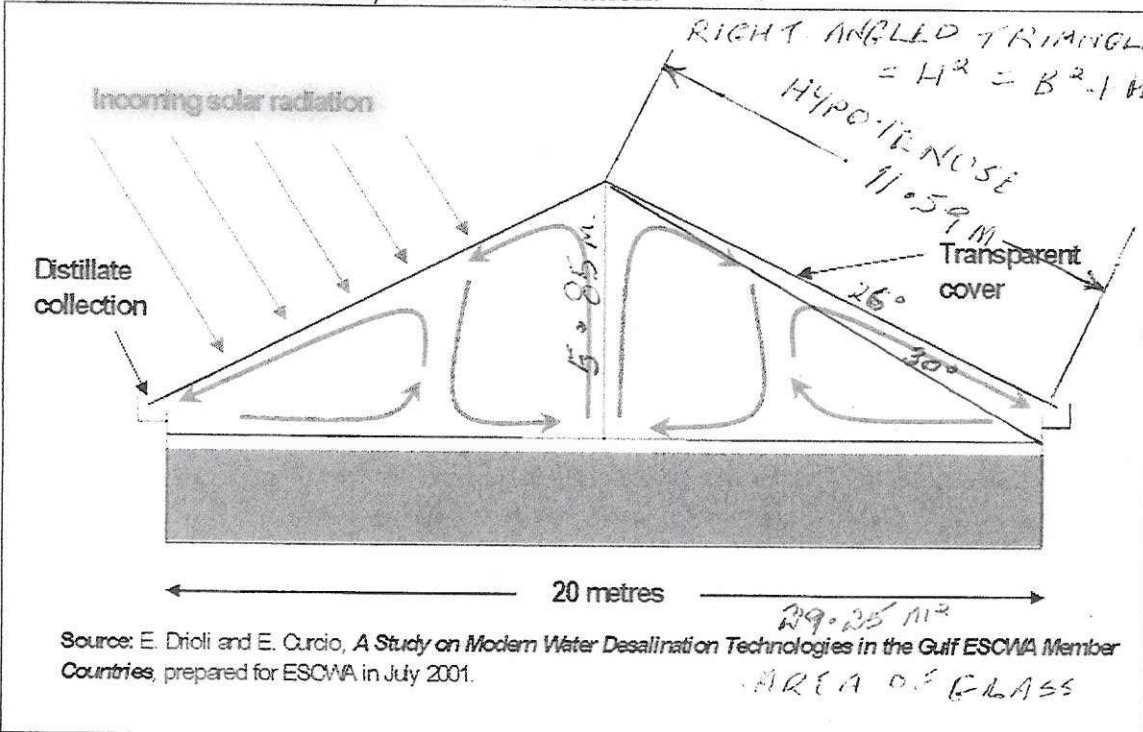 RIGHT ANGLED TRIANGLE
= H² = B² +
HYPOTENOSE
11.59 M
Incoming solar radiation
Distillate
collection
5.85 M.
Transparent
cover
26°
30°
20 metres
29.25 M²
Source: E. Drioli and E. Curcio, A Study on Modern Water Desalination Technologies in the Gulf ESCWA Member
Countries, prepared for ESCWA in July 2001.
AREA OF GLASS